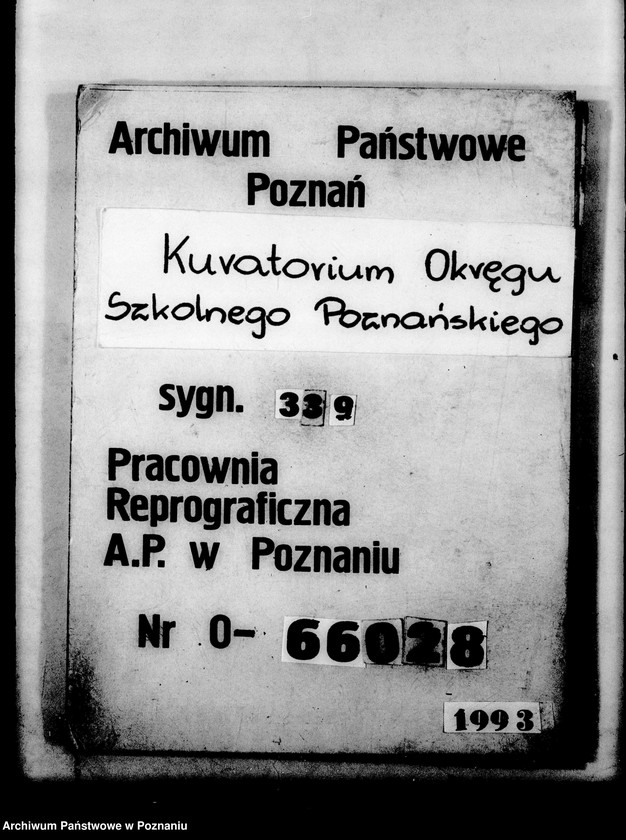 Archiwum Państwowe
Poznań
Kuratorium Okręgu
Szkolnego Poznańskiego
sygn. 339
Pracownia
Reprograficzna
A.P. w Poznaniu
Nr 0- 66028
1993
Archiwum Państwowe w Poznaniu